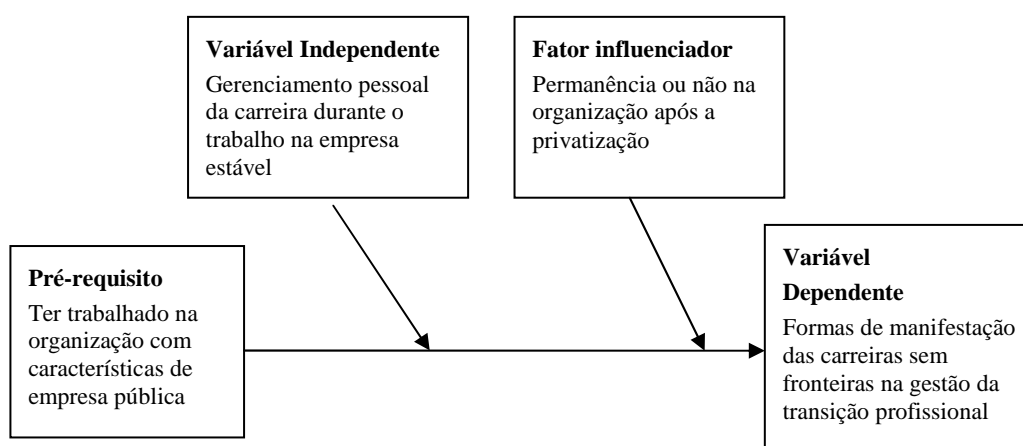 Variável Independente
Gerenciamento pessoal
da carreira durante o
trabalho na empresa
estável
Fator influenciador
Permanência ou não na
organização após a
privatização
Pré-requisito
Ter trabalhado na
organização com
características de
empresa pública
Variável
Dependente
Formas de manifestação
das carreiras sem
fronteiras na gestão da
transição profissional